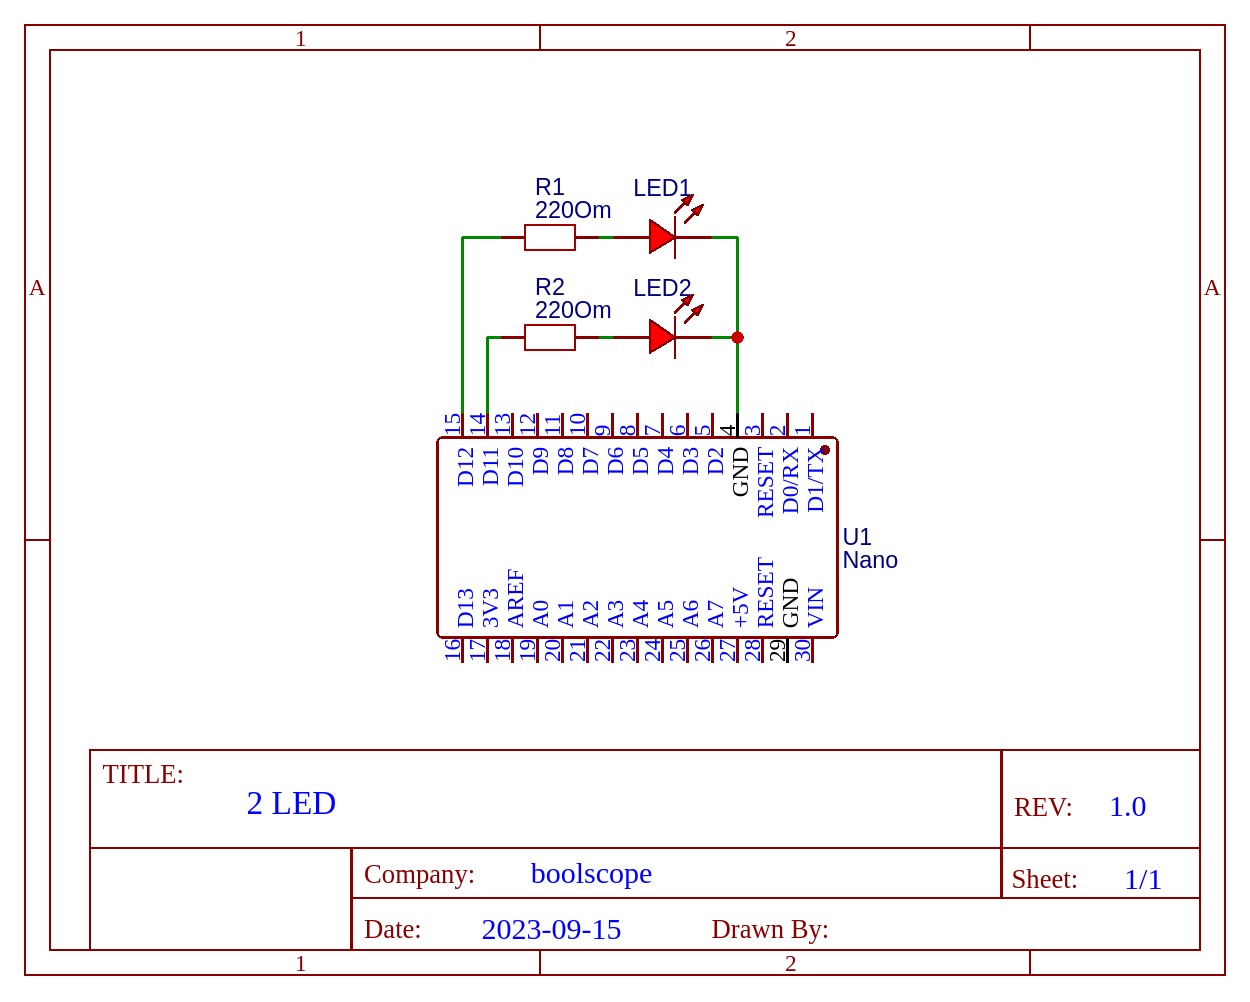 1 2
R1 LED1
220Om
A A
R2 LED2
220Om
15 14 13 12 11 10 9 8 7 6 5 4 3 2 1
D12 D11 D10 D9 D8 D7 D6 D5 D4 D3 D2 GND RESET D0/RX D1/TX
U1
Nano
D13 3V3 AREF A0 A1 A2 A3 A4 A5 A6 A7 +5V RESET GND VIN
16 17 18 19 20 21 22 23 24 25 26 27 28 29 30
TITLE:
2 LED
REV: 1.0
Company: boolscope
Sheet: 1/1
Date: 2023-09-15 Drawn By:
1 2